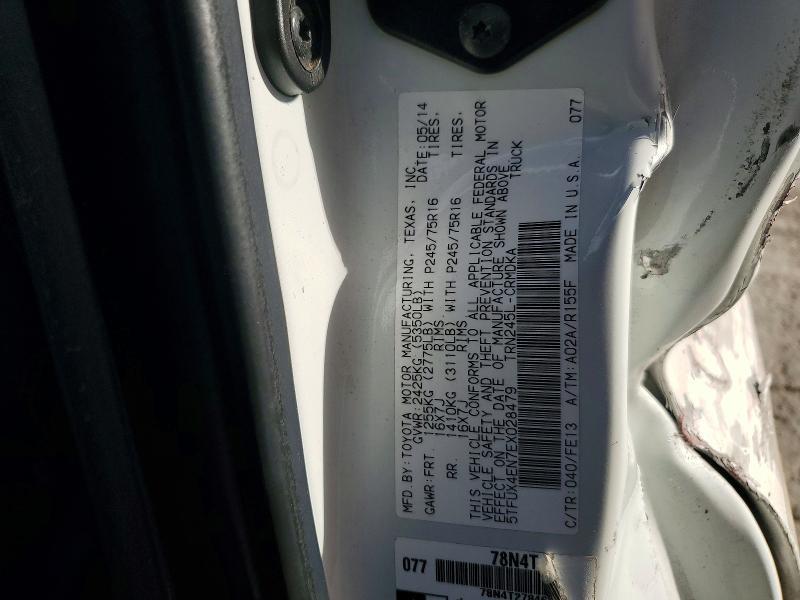 MFD.BY:TOYOTA MOTOR MANUFACTURING, TEXAS, INC
GVWR:2425KG (5350LB) DATE:05/14
GAWR:FRT. 1255KG (2775LB) WITH P245/75R16 TIRES,
16X7J RIMS
RR. 1410KG (3110LB) WITH P245/75R16 TIRES,
16X7J RIMS
THIS VEHICLE CONFORMS TO ALL APPLICABLE FEDERAL MOTOR
VEHICLE SAFETY AND THEFT PREVENTION STANDARDS IN
EFFECT ON THE DATE OF MANUFACTURE SHOWN ABOVE
5TFUX4EN7EX028479 TRN245L-CRMDKA TRUCK
C/TR:040/FE13 A/TM:A02A/R155F MADE IN U.S.A. 077
077 78N4T